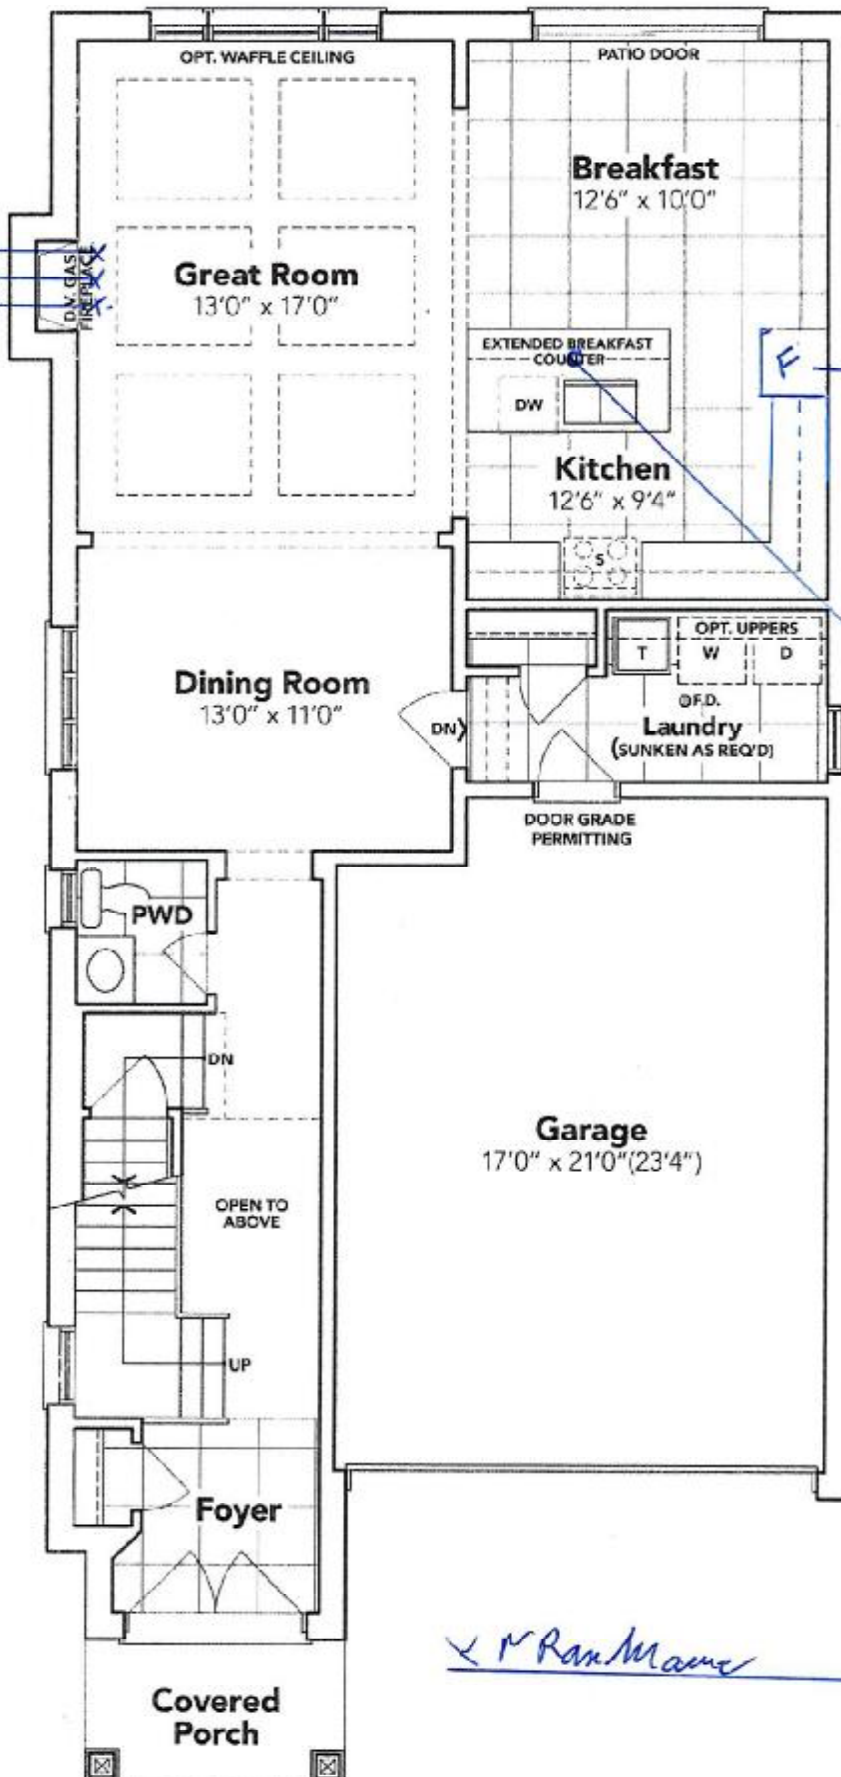 OPT. WAFFLE CEILING
PATIO DOOR
Breakfast
12'6" x 10'0"
D.V. GAS
FIREPLACE
Great Room
13'0" x 17'0"
EXTENDED BREAKFAST
COUNTER
F
DW
Kitchen
12'6" x 9'4"
S
OPT. UPPERS
T
W
D
F.D.
Dining Room
13'0" x 11'0"
DN
Laundry
(SUNKEN AS REQ'D)
DOOR GRADE
PERMITTING
PWD
DN
Garage
17'0" x 21'0"(23'4")
OPEN TO
ABOVE
UP
Foyer
Covered
Porch